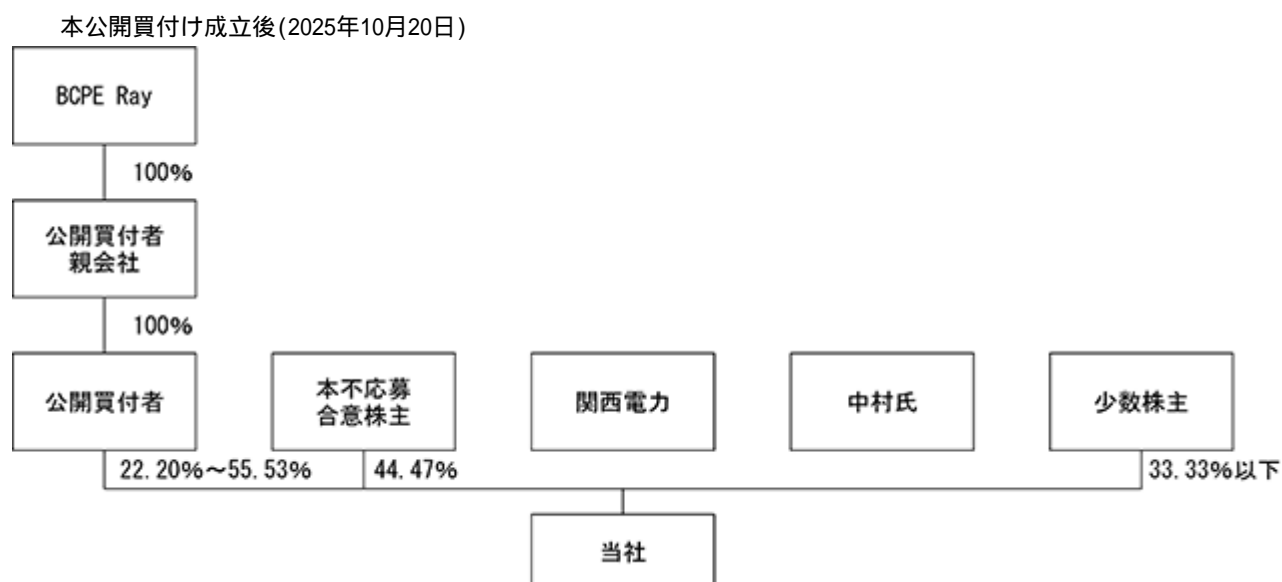 本公開買付け成立後(2025年10月20日)
BCPE Ray
100%
公開買付者
親会社
100%
公開買付者
本不応募
合意株主
関西電力
中村氏
少数株主
22.20%～55.53%
44.47%
33.33%以下
当社